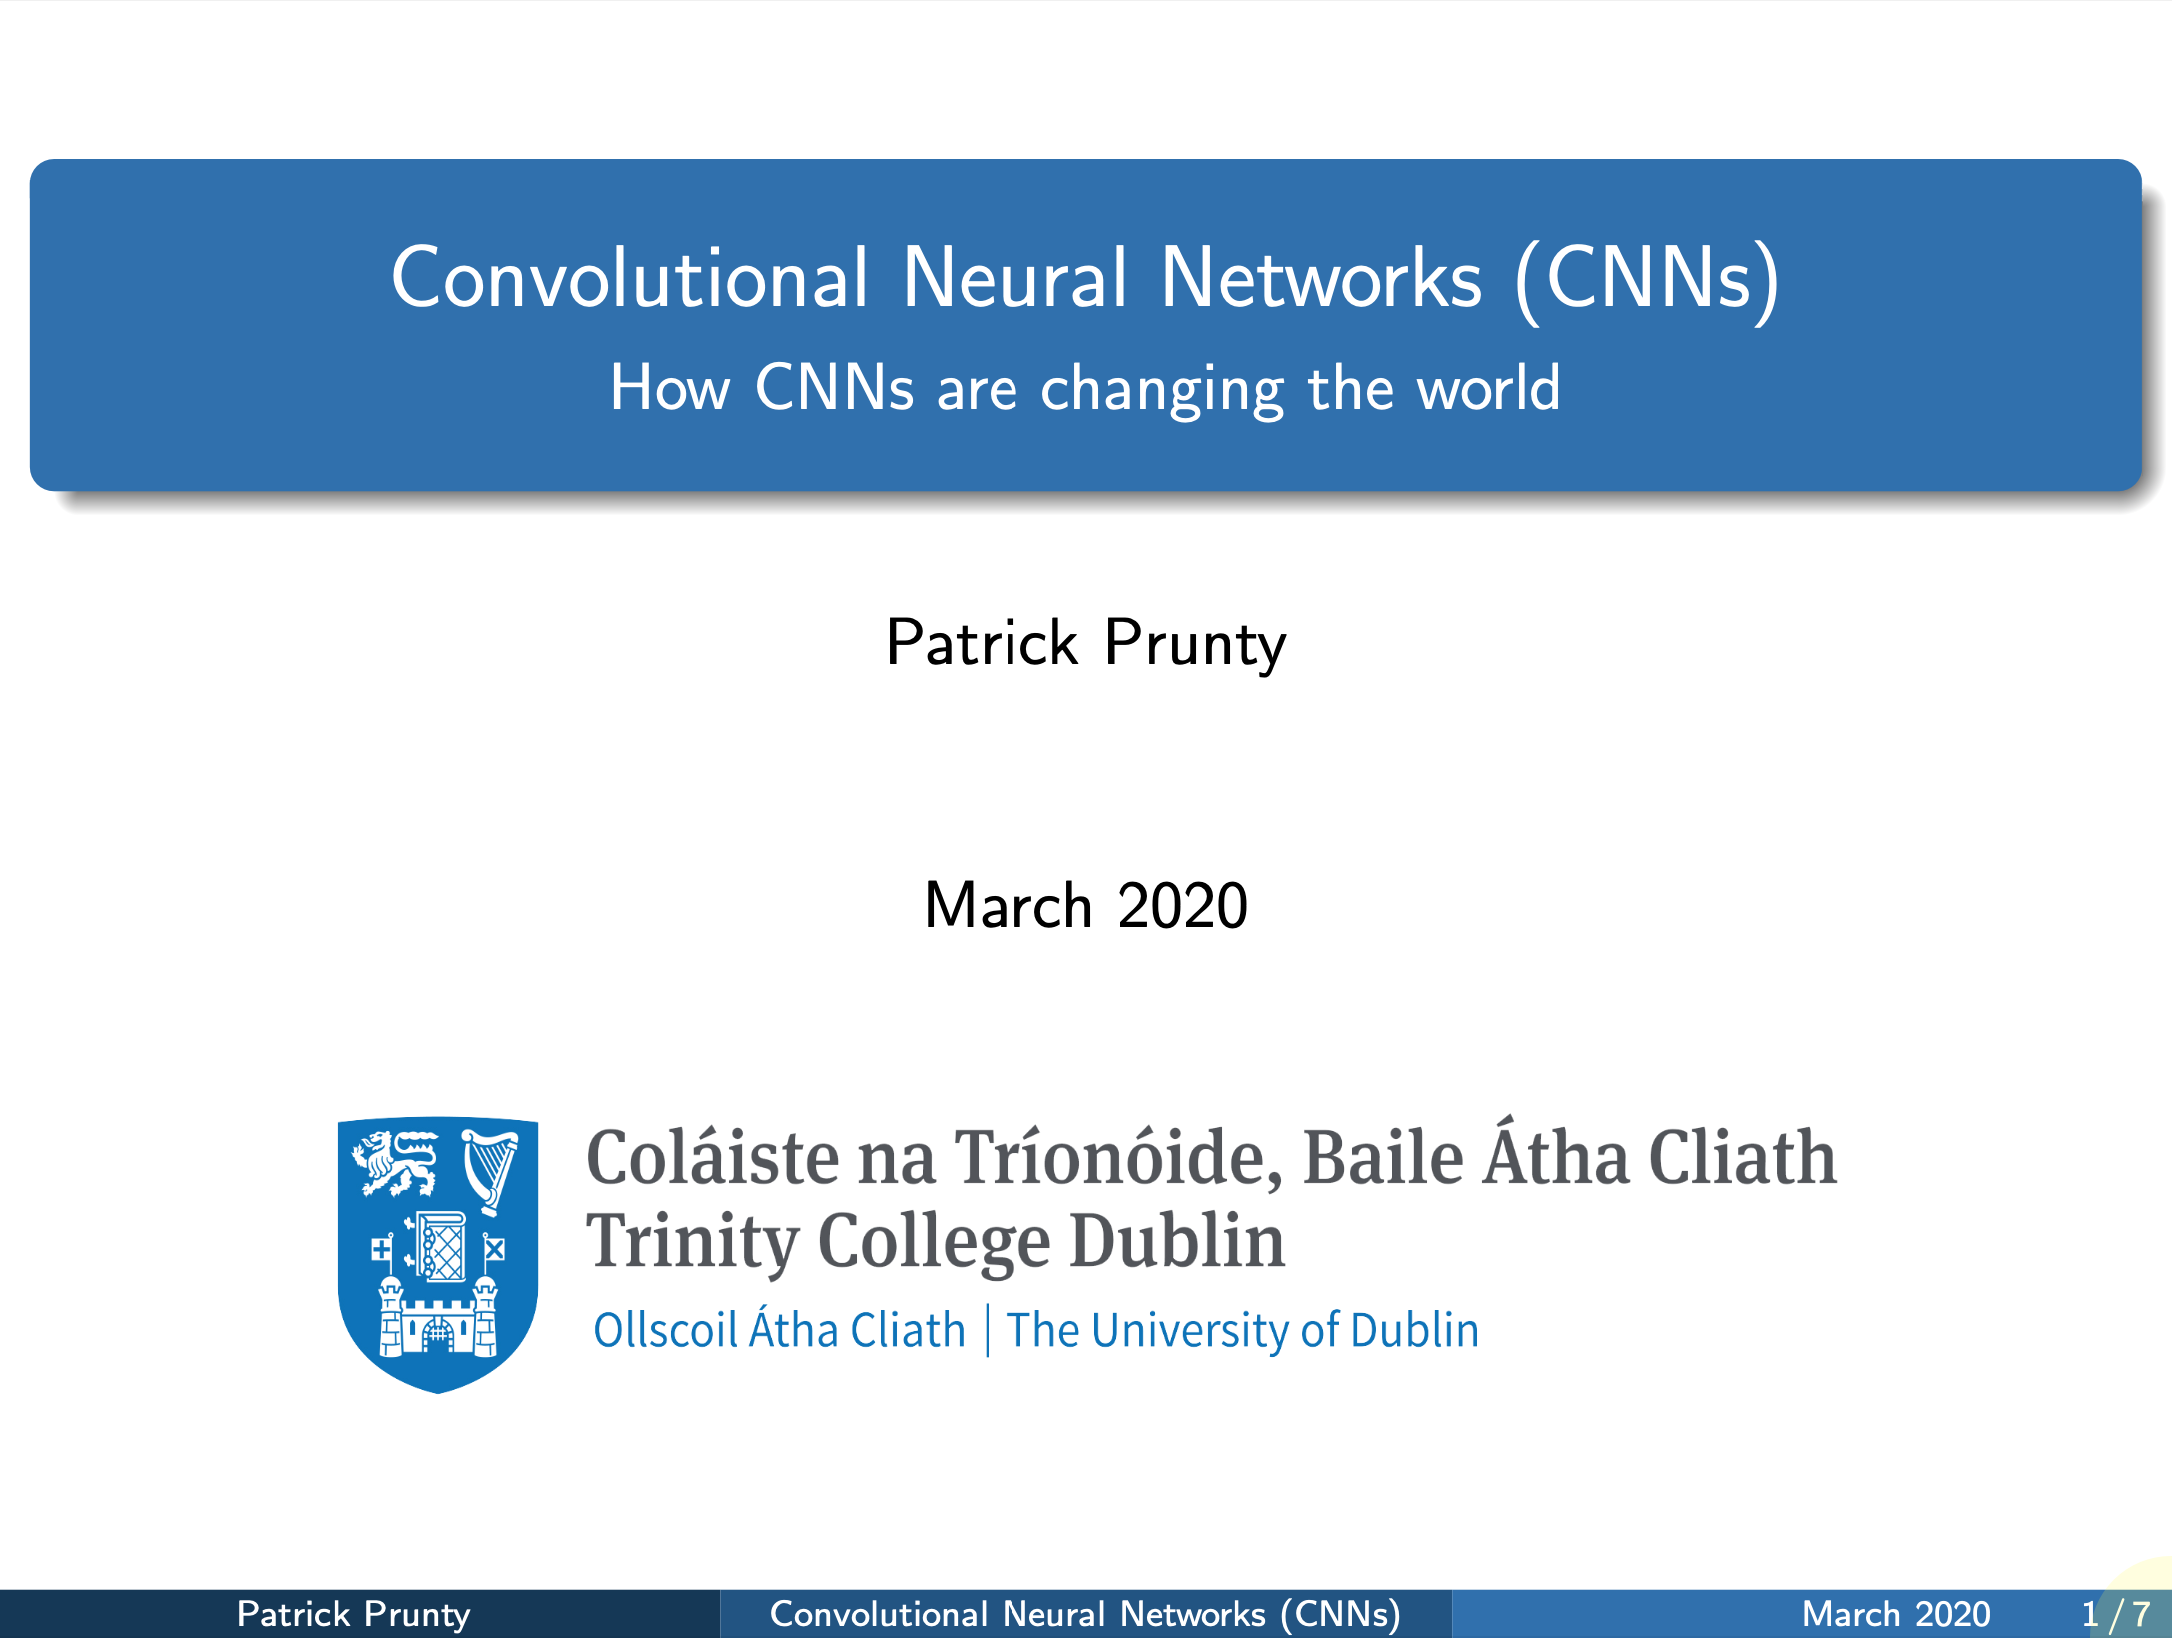 Convolutional Neural Networks (CNNs)
How CNNs are changing the world
Patrick Prunty
March 2020
Coláiste na Tríonóide, Baile Átha Cliath
Trinity College Dublin
Ollscoil Átha Cliath | The University of Dublin
Patrick Prunty Convolutional Neural Networks (CNNs) March 2020 1 / 7